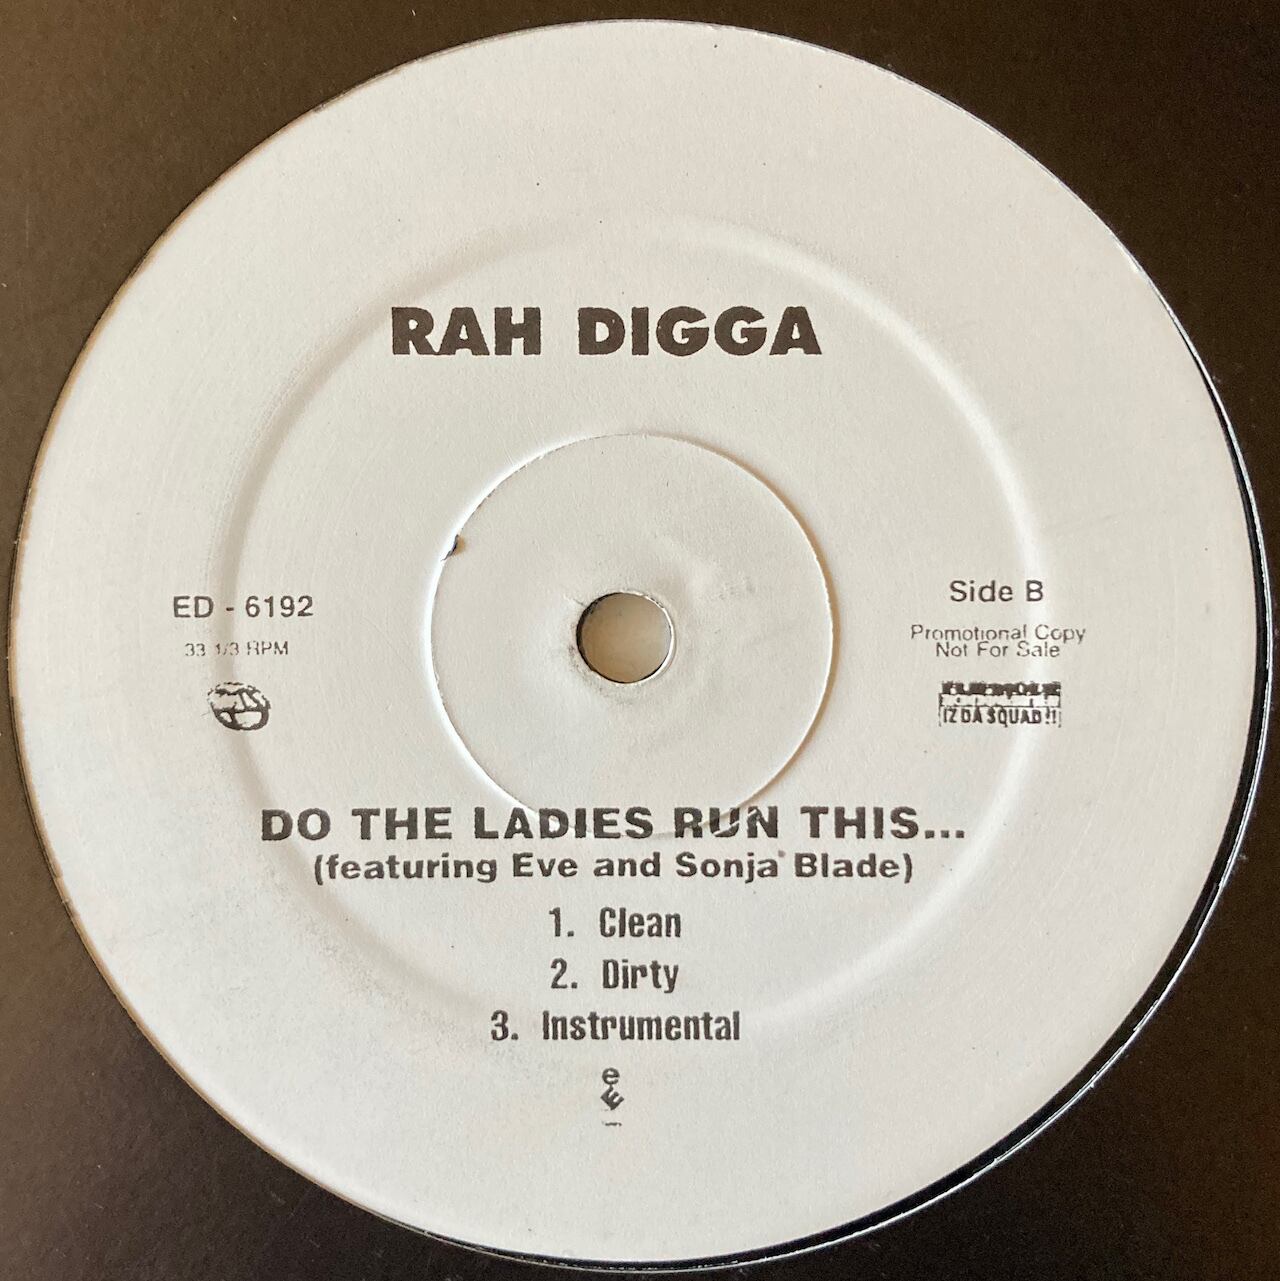 RAH DIGGA
ED - 6192
33 1/3 RPM
Side B
Promotional Copy
Not For Sale
IZ DA SQUAD!!
DO THE LADIES RUN THIS...
(featuring Eve and Sonja Blade)
1. Clean
2. Dirty
3. Instrumental